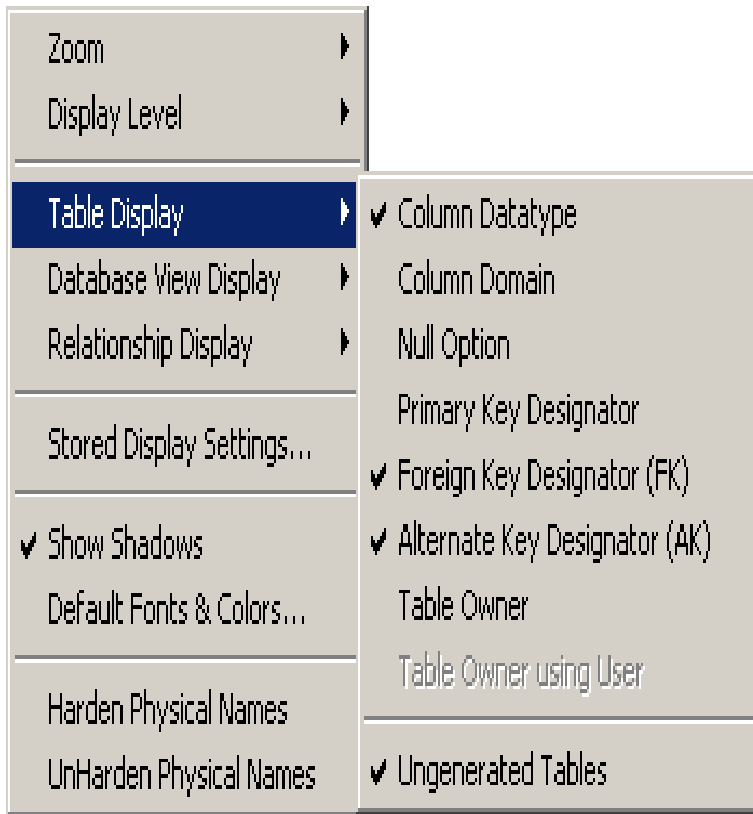 Zoom
Display Level
Table Display
Database View Display
Relationship Display
Stored Display Settings...
Show Shadows
Default Fonts & Colors...
Harden Physical Names
UnHarden Physical Names
Column Datatype
Column Domain
Null Option
Primary Key Designator
Foreign Key Designator (FK)
Alternate Key Designator (AK)
Table Owner
Table Owner using User
Ungenerated Tables